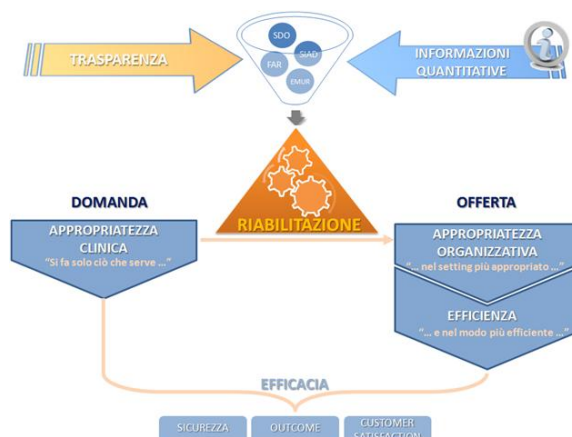 TRASPARENZA
SDO
SIAD
FAR
EMUR
INFORMAZIONI
QUANTITATIVE
DOMANDA
OFFERTA
RIABILITAZIONE
APPROPRIATEZZA
CLINICA
“Si fa solo ciò che serve …”
APPROPRIATEZZA
ORGANIZZATIVA
“… nel setting più appropriato …”
EFFICIENZA
“… e nel modo più efficiente …”
EFFICACIA
SICUREZZA
OUTCOME
CUSTOMER
SATISFACTION